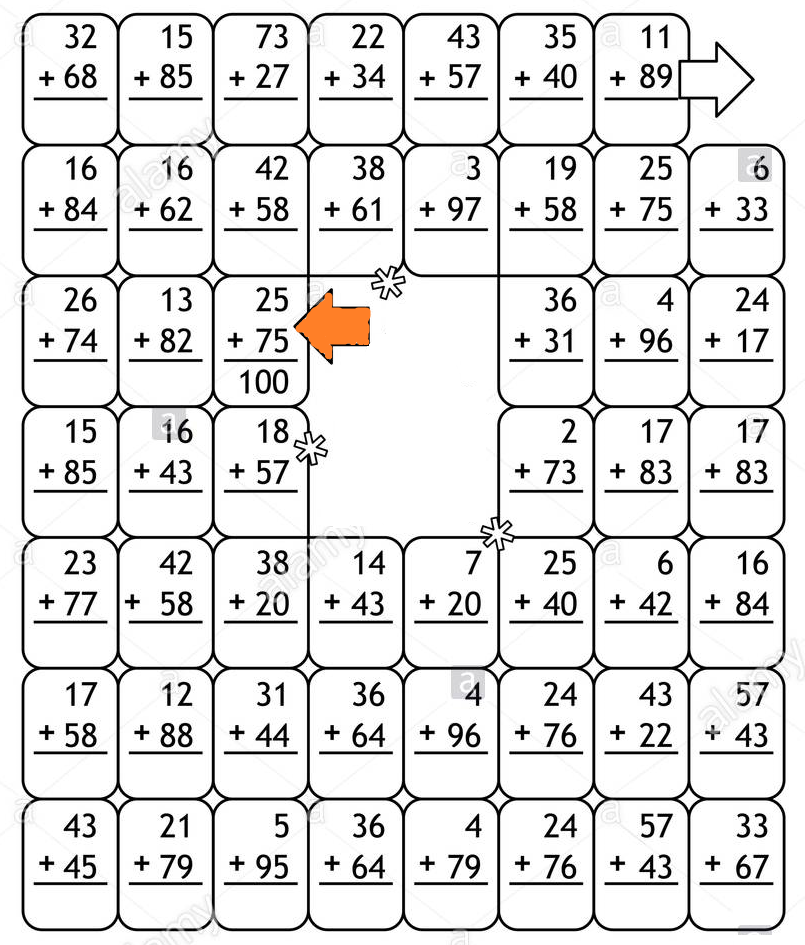 32 15 73 22 43 35 11
+ 68 + 85 + 27 + 34 + 57 + 40 + 89
16 16 42 38 3 19 25 6
+ 84 + 62 + 58 + 61 + 97 + 58 + 75 + 33
26 13 25 36 4 24
+ 74 + 82 + 75 + 31 + 96 + 17
100
15 16 18 2 17 17
+ 85 + 43 + 57 + 73 + 83 + 83
23 42 38 14 7 25 6 16
+ 77 + 58 + 20 + 43 + 20 + 40 + 42 + 84
17 12 31 36 4 24 43 57
+ 58 + 88 + 44 + 64 + 96 + 76 + 22 + 43
43 21 5 36 4 24 57 33
+ 45 + 79 + 95 + 64 + 79 + 76 + 43 + 67